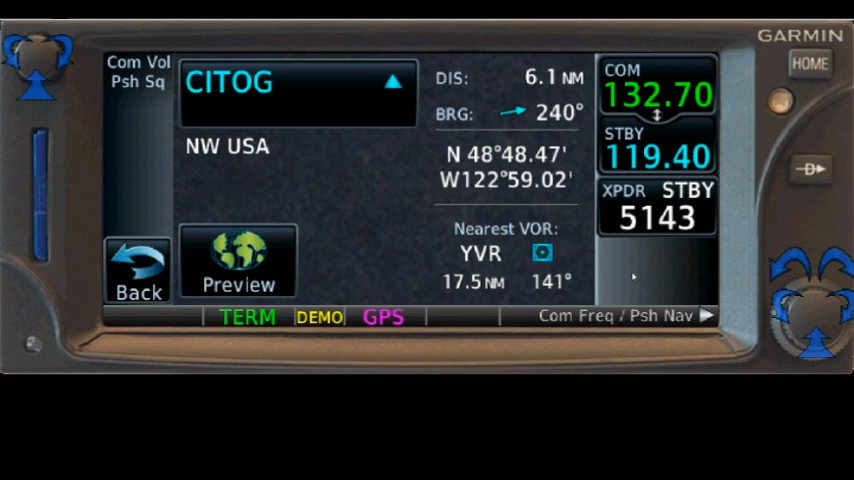 GARMIN
HOME
Com Vol
Psh Sq
CITOG
NW USA
DIS: 6.1 NM
BRG: 240°
N 48°48.47'
W122°59.02'
Nearest VOR:
YVR
17.5 NM 141°
COM
132.70
STBY
119.40
XPDR STBY
5143
D
Back
Preview
TERM DEMO GPS Com Freq / Psh Nav